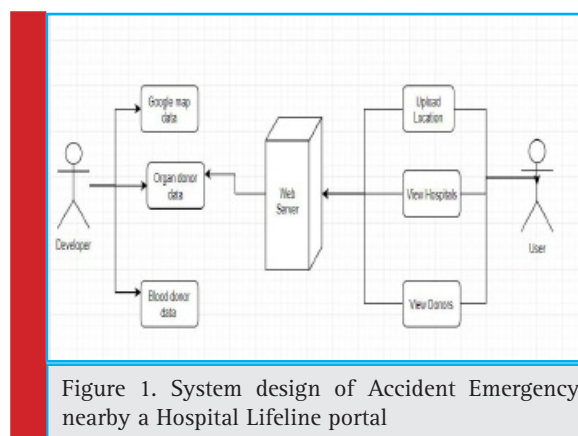 Google map
data
Organ donor
data
Blood donor
data
Developer
Web
Server
Upload
Location
View Hospitals
View Donors
User
Figure 1. System design of Accident Emergency
nearby a Hospital Lifeline portal